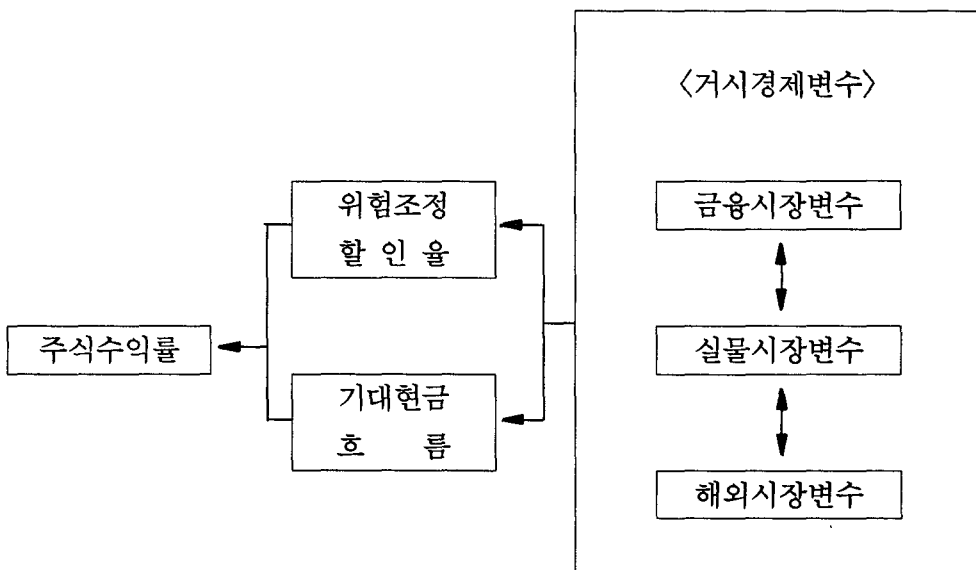 〈거시경제변수〉
금융시장변수
위험조정
할 인 율
주식수익률
실물시장변수
기대현금
흐 름
해외시장변수